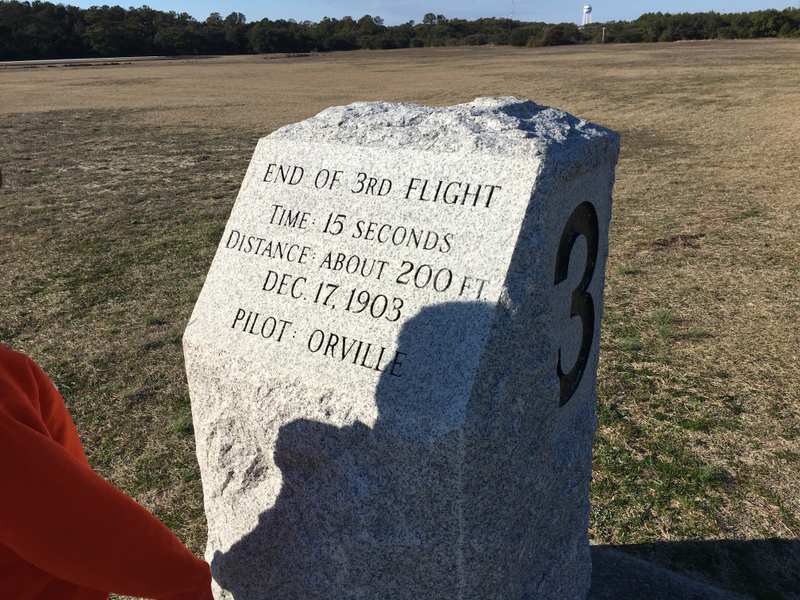 END OF 3RD FLIGHT
TIME: 15 SECONDS
DISTANCE: ABOUT 200 FT.
DEC. 17, 1903
PILOT: ORVILLE
3